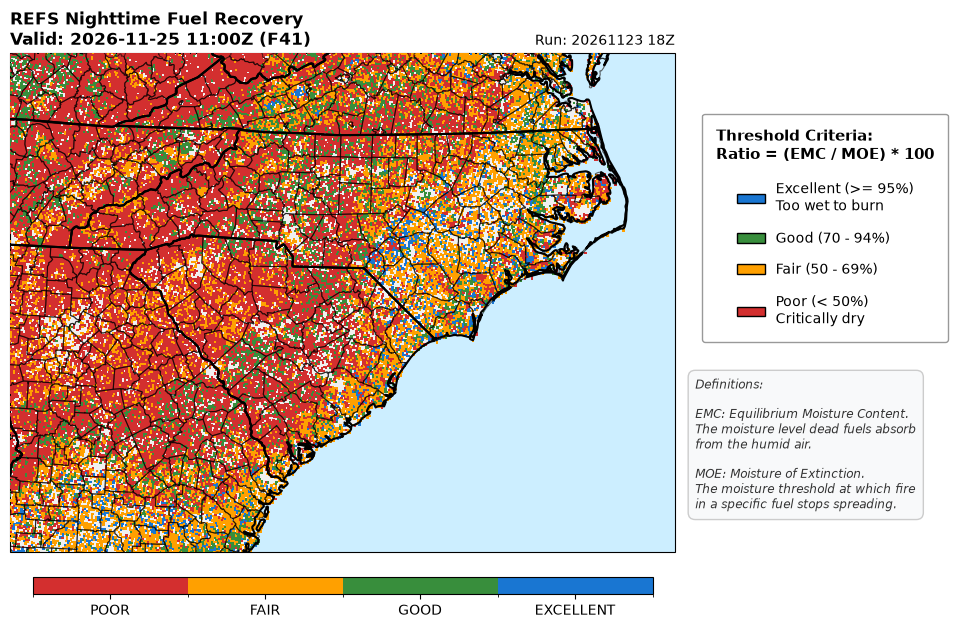 REFS Nighttime Fuel Recovery
Valid: 2026-11-25 11:00Z (F41)
Run: 20261123 18Z
Threshold Criteria:
Ratio = (EMC / MOE) * 100
Excellent (>= 95%)
Too wet to burn
Good (70 - 94%)
Fair (50 - 69%)
Poor (< 50%)
Critically dry
Definitions:
EMC: Equilibrium Moisture Content.
The moisture level dead fuels absorb
from the humid air.
MOE: Moisture of Extinction.
The moisture threshold at which fire
in a specific fuel stops spreading.
POOR
FAIR
GOOD
EXCELLENT